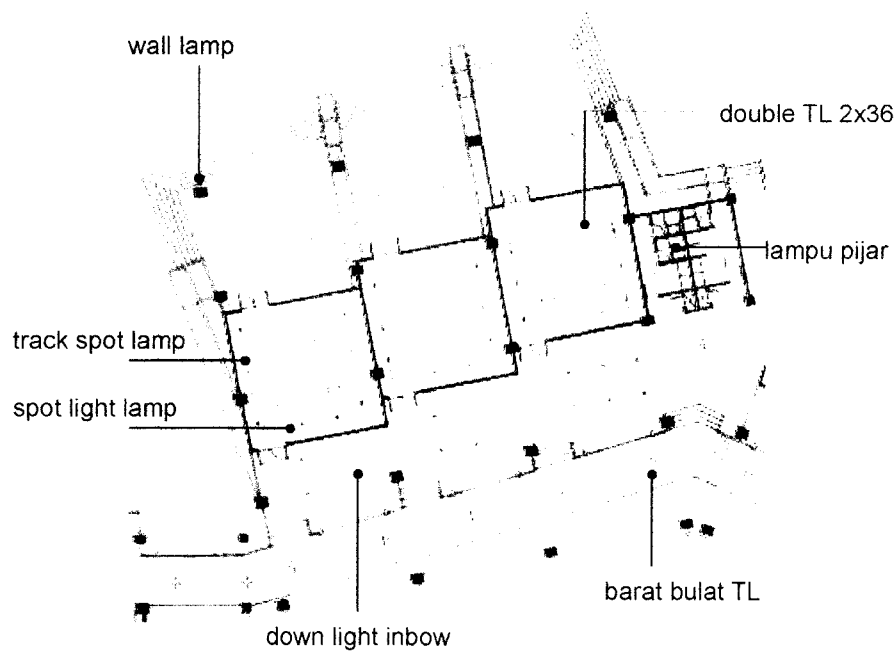 wall lamp
double TL 2x36
lampu pijar
track spot lamp
spot light lamp
barat bulat TL
down light inbow